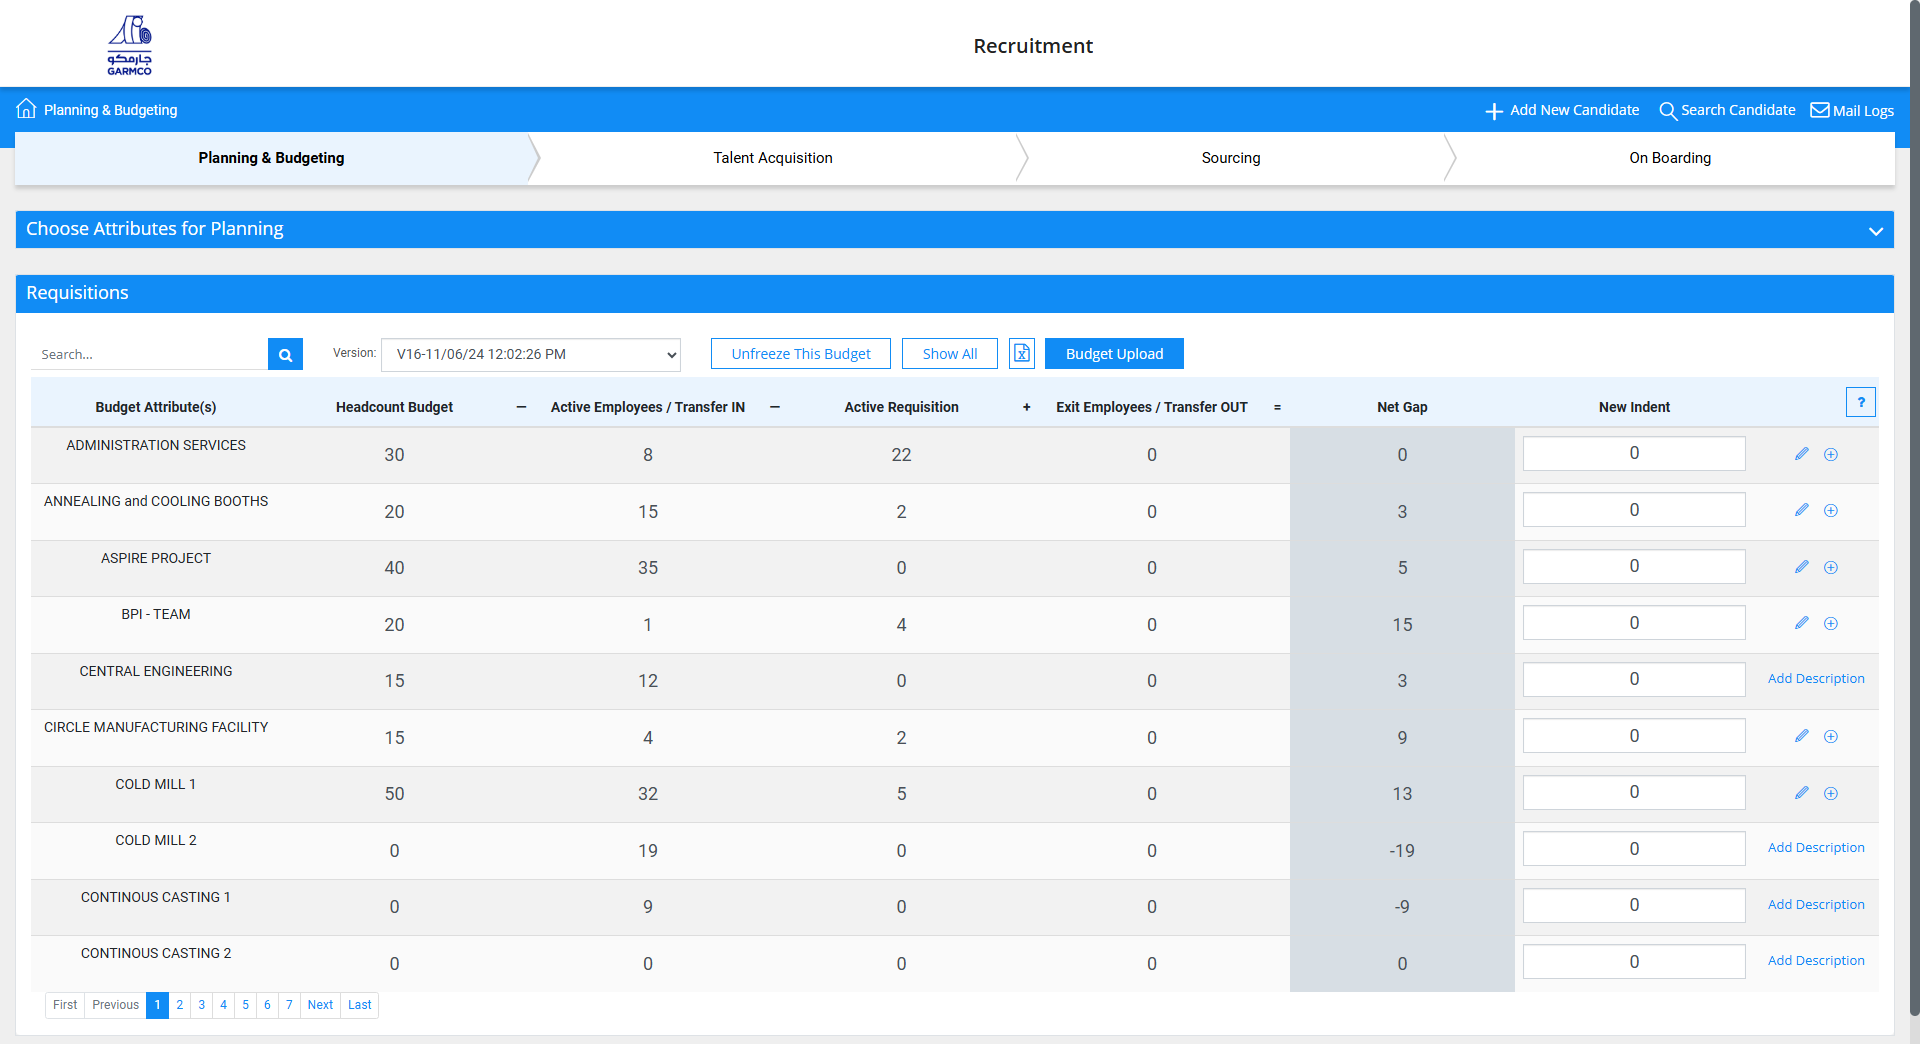 جارمكو
GARMCO
Recruitment
Planning & Budgeting
Add New Candidate
Search Candidate
Mail Logs
Planning & Budgeting
Talent Acquisition
Sourcing
On Boarding
Choose Attributes for Planning
Requisitions
Search...
Version:
V16-11/06/24 12:02:26 PM
Unfreeze This Budget
Show All
Budget Upload
Budget Attribute(s) Headcount Budget − Active Employees / Transfer IN − Active Requisition + Exit Employees / Transfer OUT = Net Gap New Indent ?
ADMINISTRATION SERVICES 30 8 22 0 0 0
ANNEALING and COOLING BOOTHS 20 15 2 0 3 0
ASPIRE PROJECT 40 35 0 0 5 0
BPI - TEAM 20 1 4 0 15 0
CENTRAL ENGINEERING 15 12 0 0 3 0 Add Description
CIRCLE MANUFACTURING FACILITY 15 4 2 0 9 0
COLD MILL 1 50 32 5 0 13 0
COLD MILL 2 0 19 0 0 -19 0 Add Description
CONTINOUS CASTING 1 0 9 0 0 -9 0 Add Description
CONTINOUS CASTING 2 0 0 0 0 0 0 Add Description
First Previous 1 2 3 4 5 6 7 Next Last